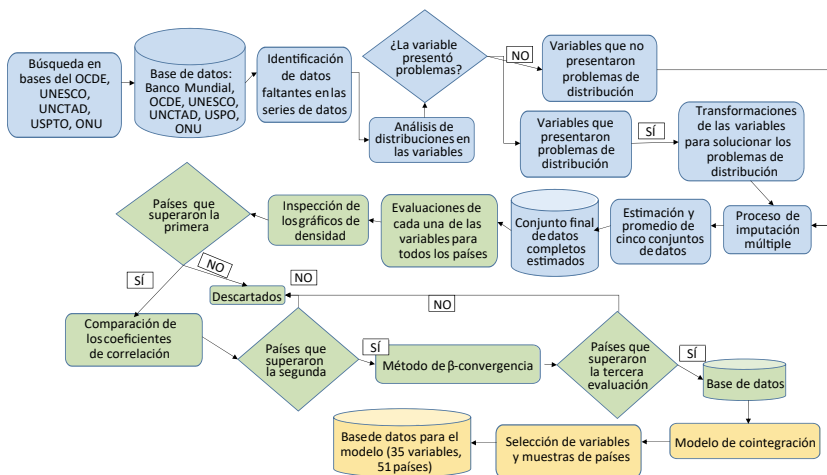 Búsqueda en
bases del OCDE,
UNESCO,
UNCTAD,
USPTO, ONU
Base de datos:
Banco Mundial,
OCDE, UNESCO,
UNCTAD, USPO,
ONU
Identificación
de datos
faltantes en las
series de datos
Análisis de
distribuciones en
las variables
¿La variable
presentó
problemas?
NO
Variables que no
presentaron
problemas de
distribución
Variables que
presentaron
problemas de
distribución
SÍ
Transformaciones
de las variables
para solucionar los
problemas de
distribución
Proceso de
imputación
múltiple
Estimación y
promedio de
cinco conjuntos
de datos
Conjunto final
de datos
completos
estimados
Evaluaciones de
cada una de las
variables para
todos los países
Inspección de
los gráficos de
densidad
Países que
superaron la
primera
SÍ
NO
Descartados
NO
NO
Comparación de
los coeficientes
de correlación
Países que
superaron
la segunda
SÍ
Método de β-convergencia
Países que
superaron
la tercera
evaluación
SÍ
Base de datos
Modelo de cointegración
Selección de variables
y muestras de países
Base de datos para el
modelo (35 variables,
51 países)